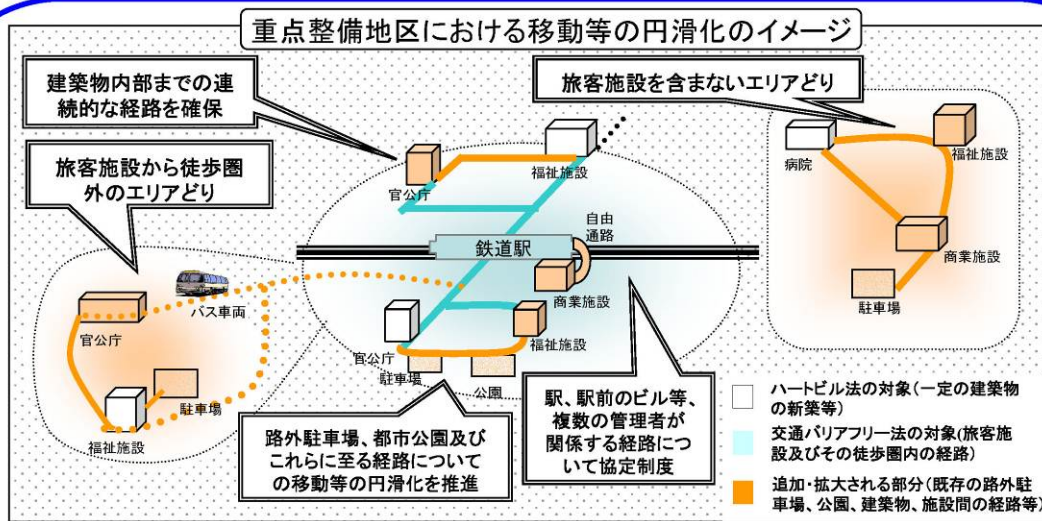 重点整備地区における移動等の円滑化のイメージ
建築物内部までの連
続的な経路を確保
旅客施設を含まないエリアどり
旅客施設から徒歩圏
外のエリアどり
官公庁
福祉施設
病院
福祉施設
自由
通路
鉄道駅
商業施設
商業施設
バス車両
駐車場
官公庁
官公庁
福祉施設
駐車場
公園
駐車場
福祉施設
路外駐車場、都市公園及び
これらに至る経路について
の移動等の円滑化を推進
駅、駅前のビル等、
複数の管理者が
関係する経路につ
いて協定制度
ハートビル法の対象(一定の建築物
の新築等)
交通バリアフリー法の対象(旅客施
設及びその徒歩圏内の経路)
追加・拡大される部分(既存の路外駐
車場、公園、建築物、施設間の経路等)